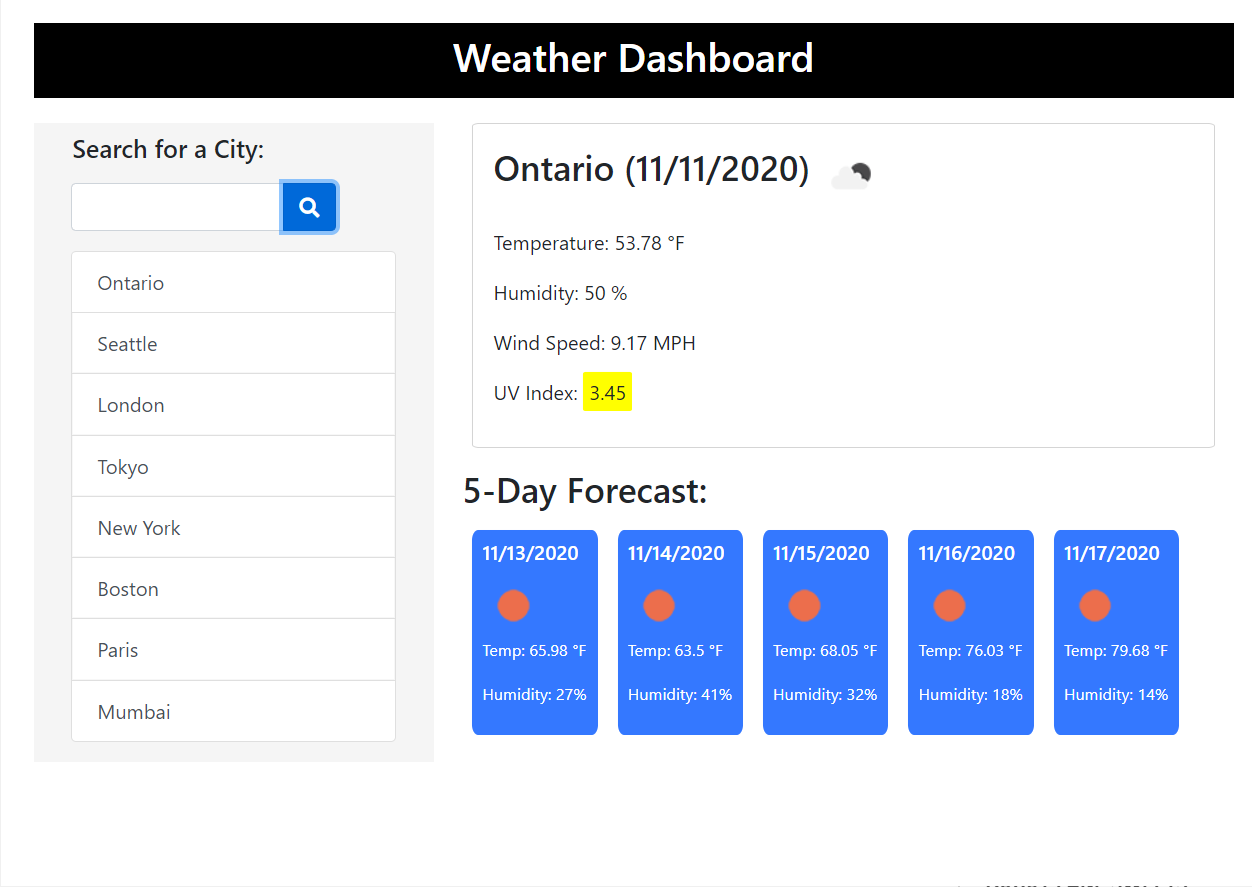 Weather Dashboard
Search for a City:
Ontario
Seattle
London
Tokyo
New York
Boston
Paris
Mumbai
Ontario (11/11/2020)
Temperature: 53.78 °F
Humidity: 50 %
Wind Speed: 9.17 MPH
UV Index: 3.45
5-Day Forecast:
11/13/2020
Temp: 65.98 °F
Humidity: 27%
11/14/2020
Temp: 63.5 °F
Humidity: 41%
11/15/2020
Temp: 68.05 °F
Humidity: 32%
11/16/2020
Temp: 76.03 °F
Humidity: 18%
11/17/2020
Temp: 79.68 °F
Humidity: 14%